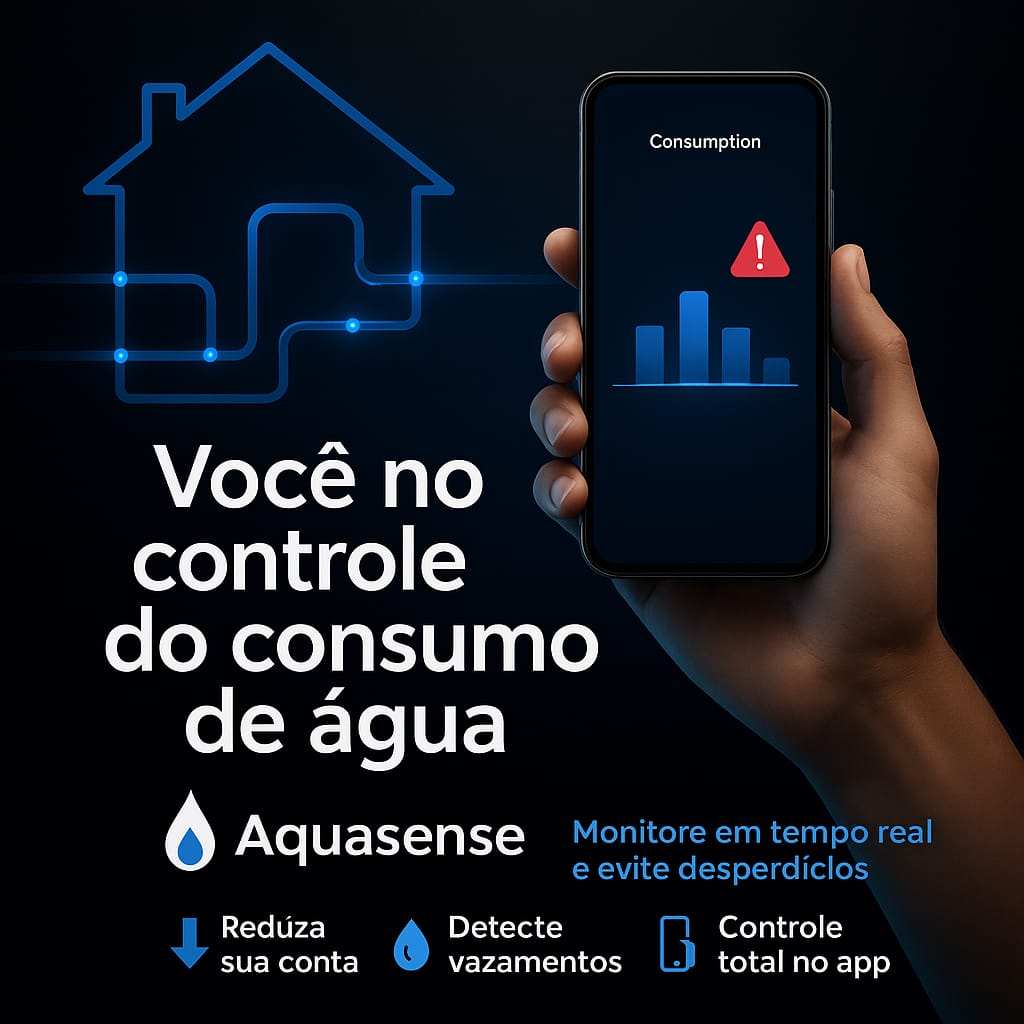 Consumption
Você no
controle
do consumo
de água
Aquasense
Monitore em tempo real
e evite desperdíclos
Redúza
sua conta
Detecte
vazamentos
Controle
total no app